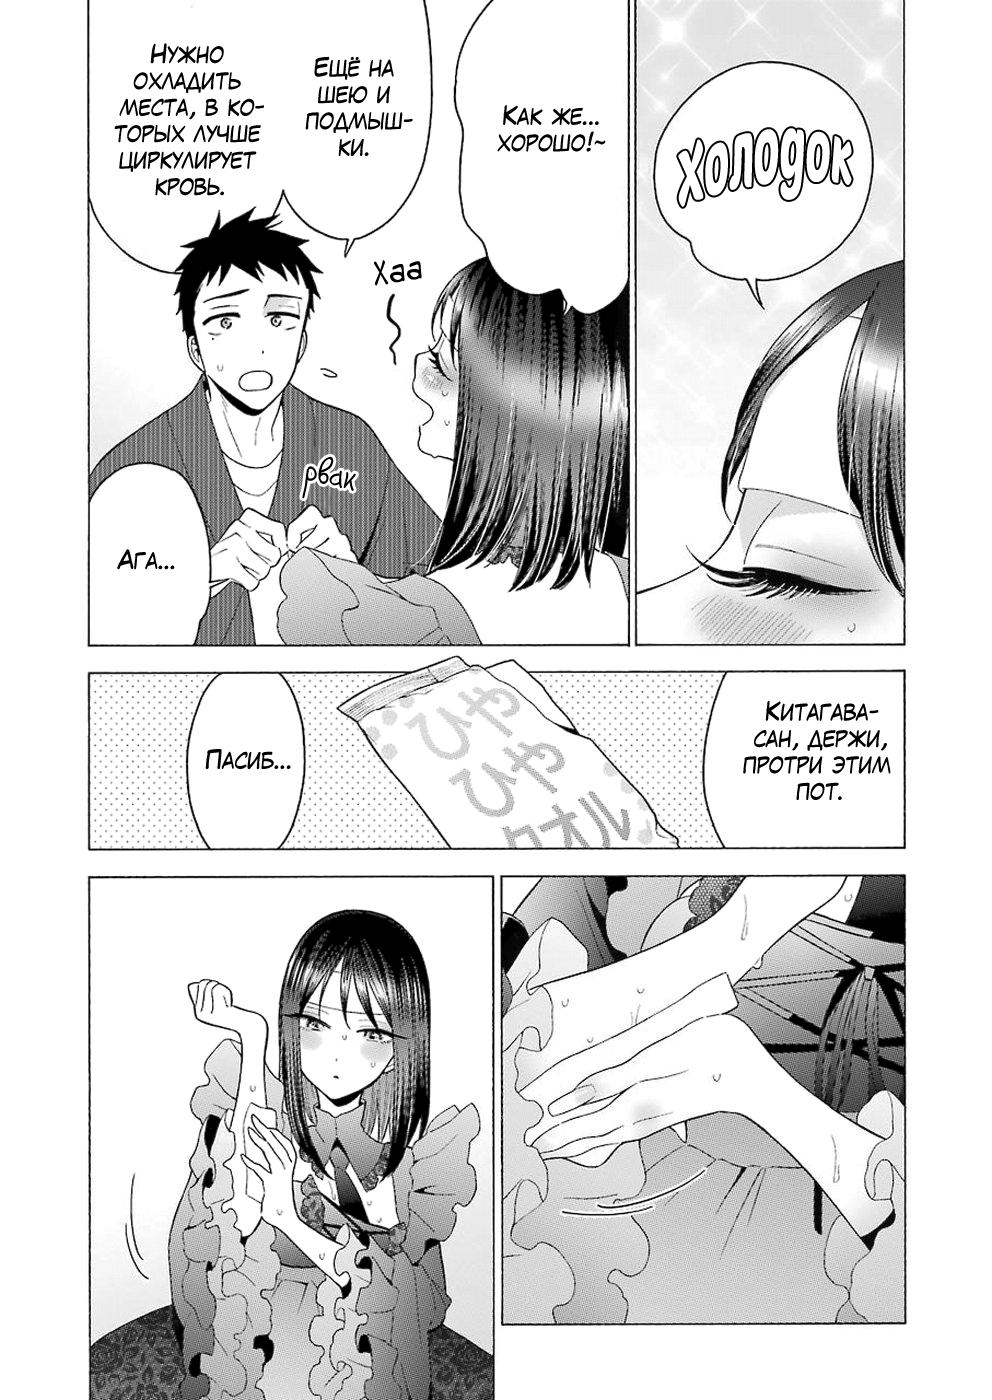 Холодок
Как же...
хорошо!~
Хаа
Ещё на
шею и
подмыш-
ки.
Нужно
охладить
места, в ко-
торых лучше
циркулирует
кровь.
рвак
Ага...
Китагава-
сан, держи,
протри этим
пот.
ひや
ひや
タオル
Пасиб...